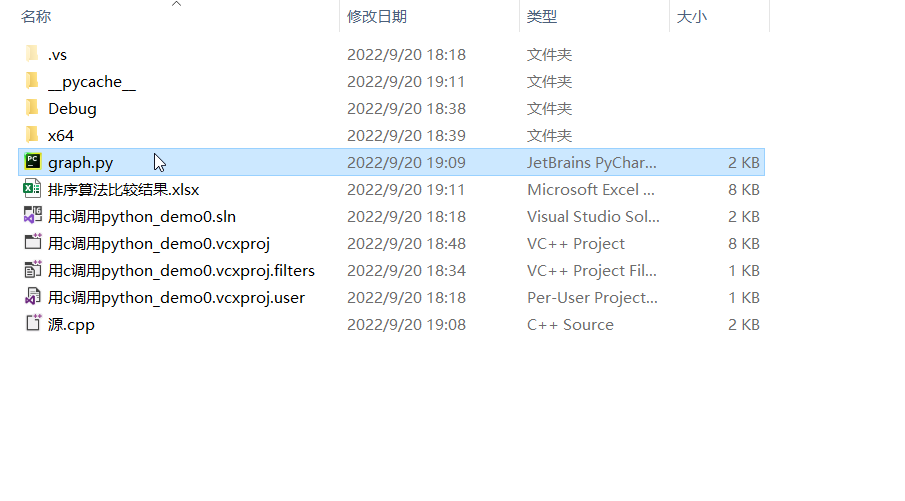 名称 修改日期 类型 大小
.vs 2022/9/20 18:18 文件夹
__pycache__ 2022/9/20 19:11 文件夹
Debug 2022/9/20 18:38 文件夹
x64 2022/9/20 18:39 文件夹
graph.py 2022/9/20 19:09 JetBrains PyChar... 2 KB
排序算法比较结果.xlsx 2022/9/20 19:11 Microsoft Excel ... 8 KB
用c调用python_demo0.sln 2022/9/20 18:18 Visual Studio Sol... 2 KB
用c调用python_demo0.vcxproj 2022/9/20 18:48 VC++ Project 8 KB
用c调用python_demo0.vcxproj.filters 2022/9/20 18:34 VC++ Project Fil... 1 KB
用c调用python_demo0.vcxproj.user 2022/9/20 18:18 Per-User Project... 1 KB
源.cpp 2022/9/20 19:08 C++ Source 2 KB